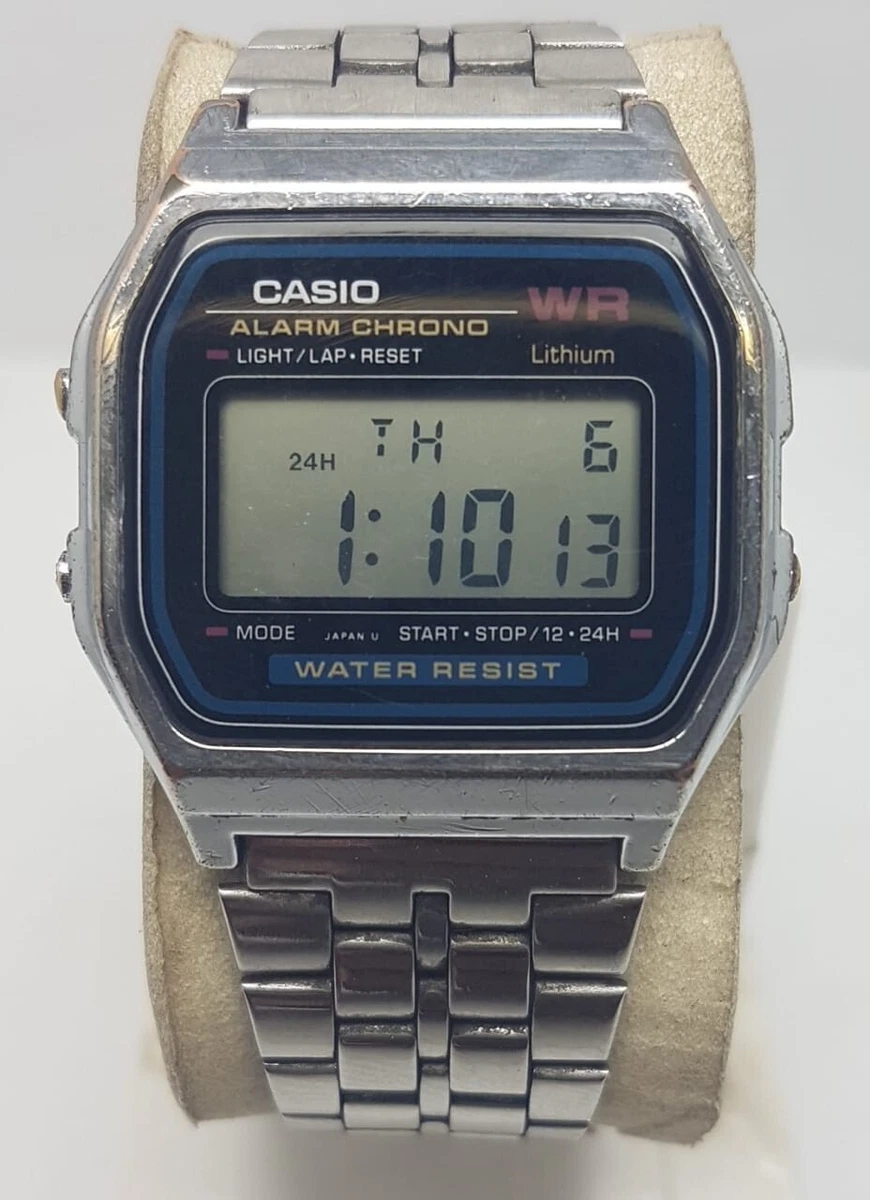 CASIO WR
ALARM CHRONO
LIGHT/LAP•RESET Lithium
24H TH 6
1:10 13
MODE JAPAN U START•STOP/12•24H
WATER RESIST